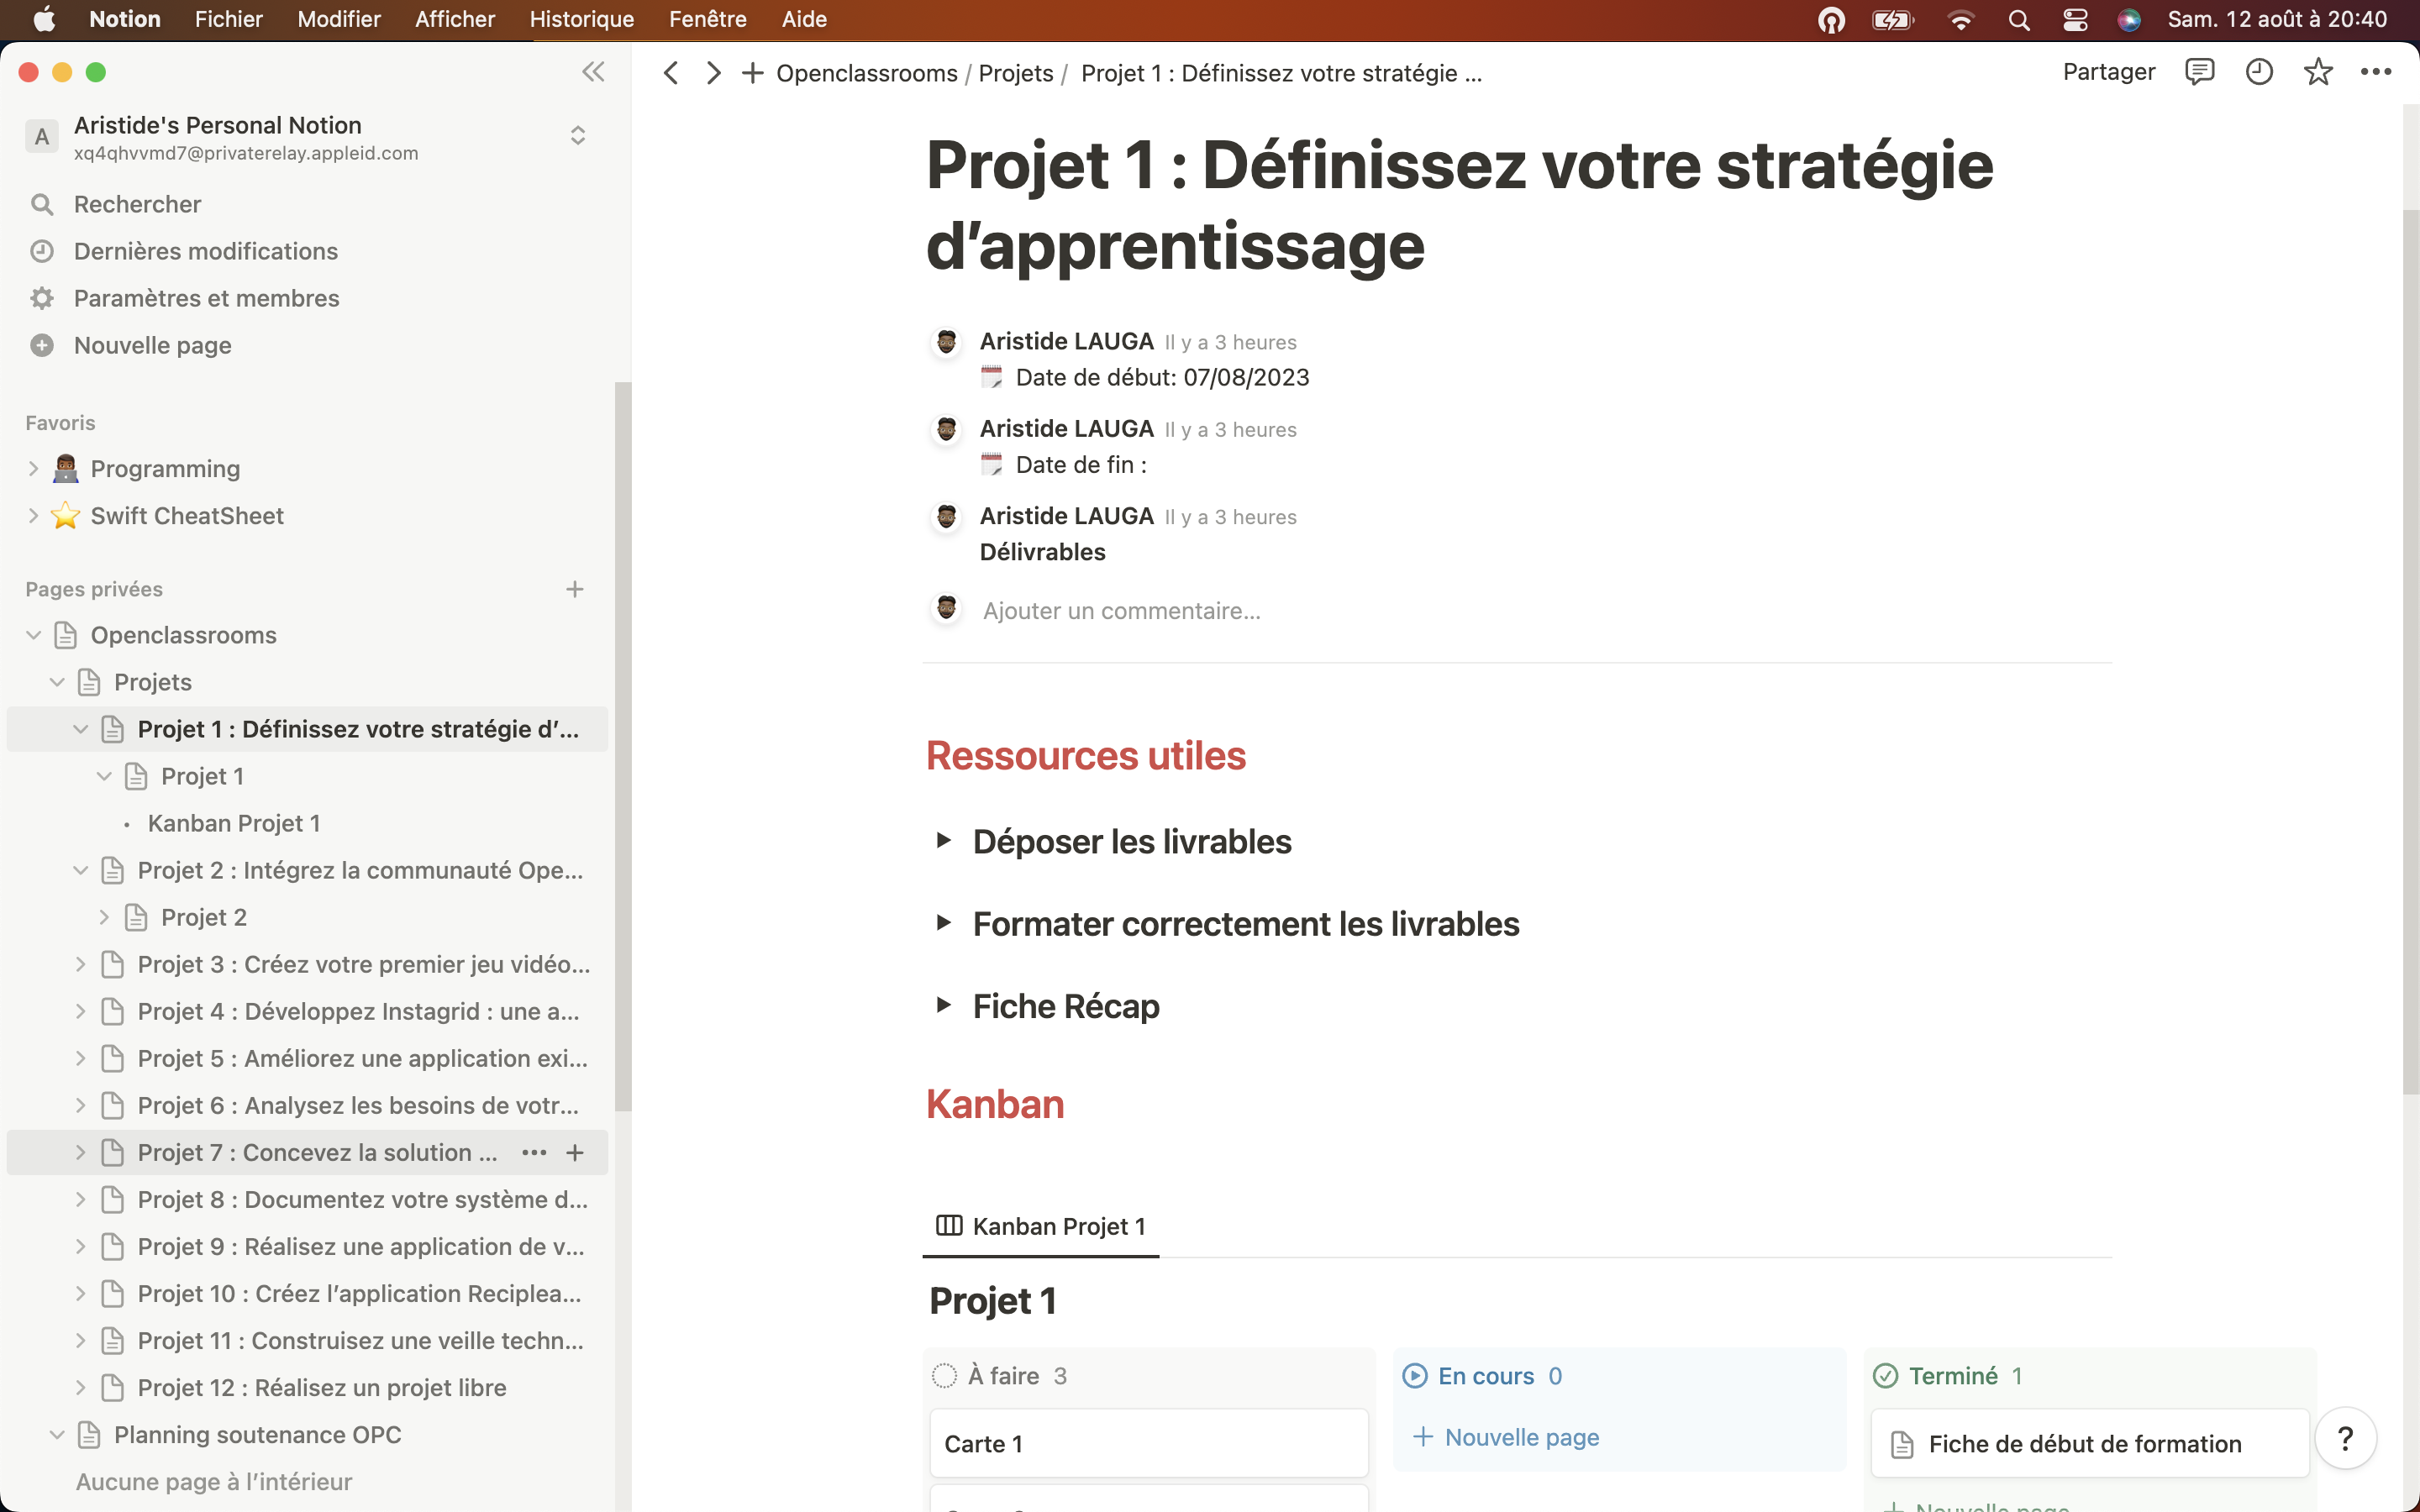 Notion Fichier Modifier Afficher Historique Fenêtre Aide Sam. 12 août à 20:40
Openclassrooms / Projets / Projet 1 : Définissez votre stratégie ... Partager
A
Aristide's Personal Notion
xq4qhvvmd7@privaterelay.appleid.com
Rechercher
Dernières modifications
Paramètres et membres
Nouvelle page
Favoris
Programming
Swift CheatSheet
Pages privées
Openclassrooms
Projets
Projet 1 : Définissez votre stratégie d’...
Projet 1
Kanban Projet 1
Projet 2 : Intégrez la communauté Ope...
Projet 2
Projet 3 : Créez votre premier jeu vidéo...
Projet 4 : Développez Instagrid : une a...
Projet 5 : Améliorez une application exi...
Projet 6 : Analysez les besoins de votr...
Projet 7 : Concevez la solution ...
Projet 8 : Documentez votre système d...
Projet 9 : Réalisez une application de v...
Projet 10 : Créez l’application Reciplea...
Projet 11 : Construisez une veille techn...
Projet 12 : Réalisez un projet libre
Planning soutenance OPC
Aucune page à l’intérieur
Projet 1 : Définissez votre stratégie
d’apprentissage
Aristide LAUGA Il y a 3 heures
Date de début: 07/08/2023
Aristide LAUGA Il y a 3 heures
Date de fin :
Aristide LAUGA Il y a 3 heures
Délivrables
Ajouter un commentaire...
Ressources utiles
Déposer les livrables
Formater correctement les livrables
Fiche Récap
Kanban
Kanban Projet 1
Projet 1
À faire 3
Carte 1
En cours 0
Nouvelle page
Terminé 1
Fiche de début de formation
Nouvelle page
?